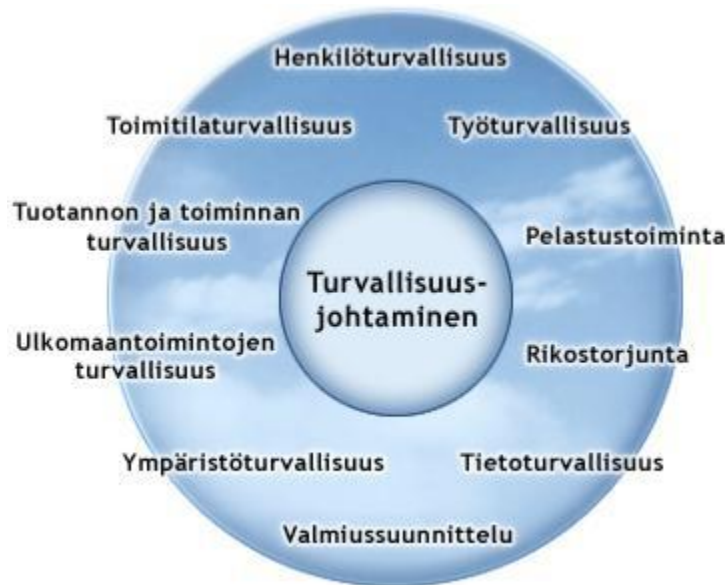 Henkilöturvallisuus
Toimitilaturvallisuus
Työturvallisuus
Tuotannon ja toiminnan
turvallisuus
Pelastustoiminta
Turvallisuus-
johtaminen
Ulkomaantoimintojen
turvallisuus
Rikostorjunta
Ympäristöturvallisuus
Tietoturvallisuus
Valmiussuunnittelu